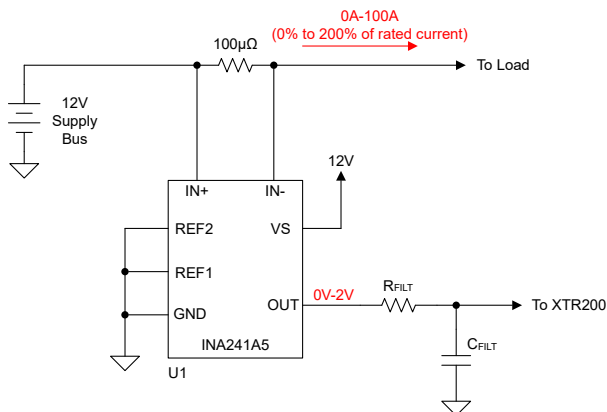 0A-100A
(0% to 200% of rated current)
100µΩ
To Load
12V
Supply
Bus
12V
IN+
IN-
REF2
VS
REF1
OUT
0V-2V
RFILT
To XTR200
GND
CFILT
INA241A5
U1